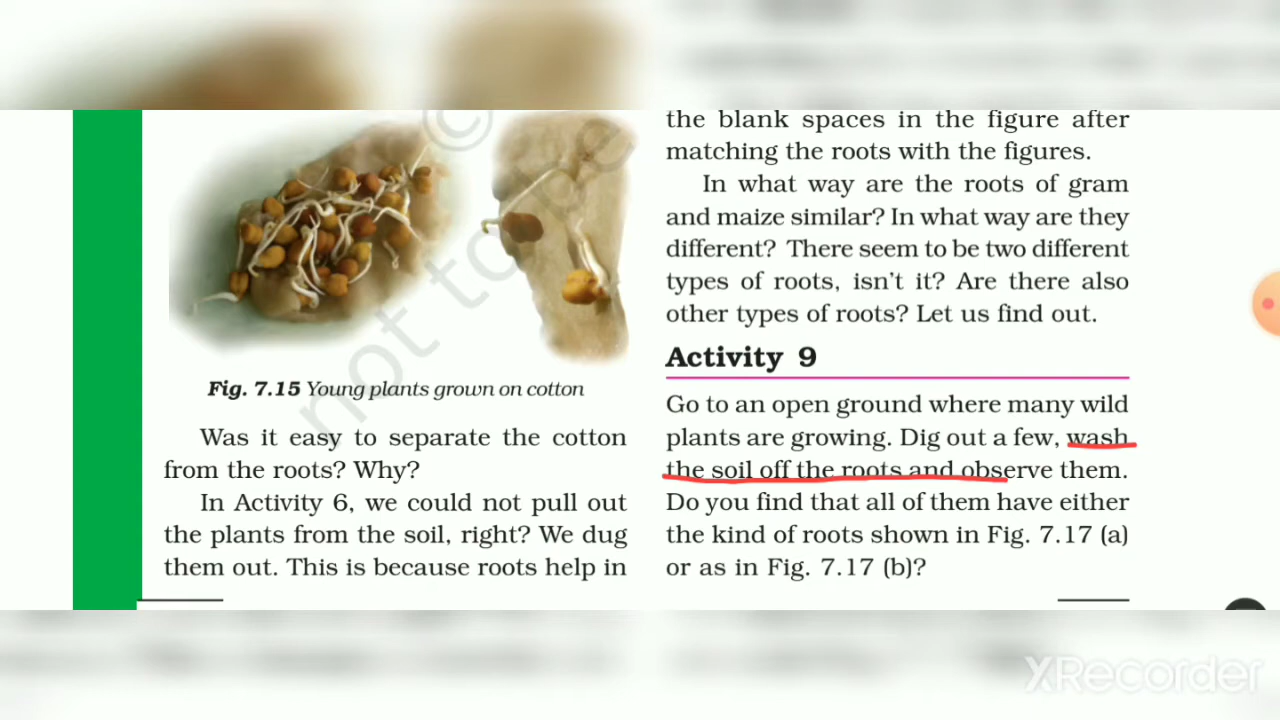 Fig. 7.15 Young plants grown on cotton
Was it easy to separate the cotton
from the roots? Why?
In Activity 6, we could not pull out
the plants from the soil, right? We dug
them out. This is because roots help in
the blank spaces in the figure after
matching the roots with the figures.
In what way are the roots of gram
and maize similar? In what way are they
different? There seem to be two different
types of roots, isn't it? Are there also
other types of roots? Let us find out.
Activity 9
Go to an open ground where many wild
plants are growing. Dig out a few, wash
the soil off the roots and observe them.
Do you find that all of them have either
the kind of roots shown in Fig. 7.17 (a)
or as in Fig. 7.17 (b)?
©
not to be
XRecorder